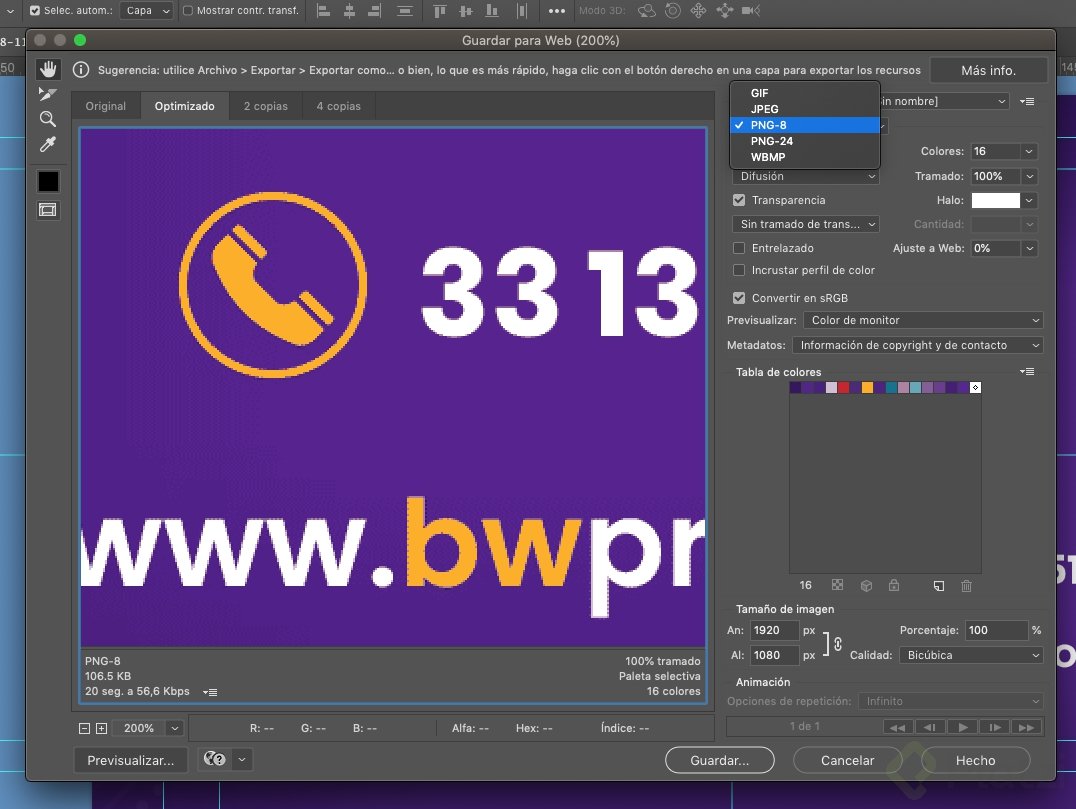 Selec. autom.: Capa Mostrar contr. transf. Modo 3D:
8-11
50
Guardar para Web (200%)
Sugerencia: utilice Archivo > Exportar > Exportar como... o bien, lo que es más rápido, haga clic con el botón derecho en una capa para exportar los recursos
Más info.
Original Optimizado 2 copias 4 copias
in nombre]
GIF
JPEG
PNG-8
PNG-24
WBMP
Colores: 16
Difusión Tramado: 100%
Transparencia Halo:
Sin tramado de trans... Cantidad:
Entrelazado Ajuste a Web: 0%
Incrustar perfil de color
Convertir en sRGB
Previsualizar: Color de monitor
Metadatos: Información de copyright y de contacto
Tabla de colores
33 13
www.bwpr
16
Tamaño de imagen
An: 1920 px Porcentaje: 100 %
Al: 1080 px Calidad: Bicúbica
Animación
Opciones de repetición: Infinito
1 de 1
PNG-8 100% tramado
106.5 KB Paleta selectiva
20 seg. a 56,6 Kbps 16 colores
200% R: -- G: -- B: -- Alfa: -- Hex: -- Índice: --
Previsualizar... Guardar... Cancelar Hecho